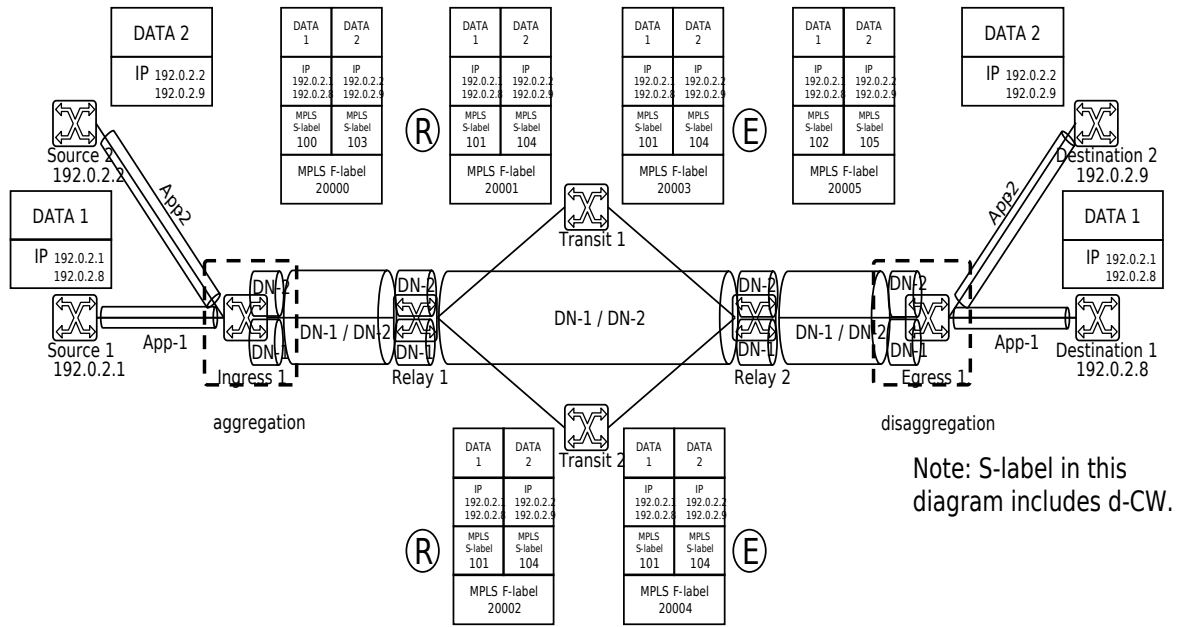 DATA 2
IP 192.0.2.2
192.0.2.9
DATA
1
DATA
2
IP
192.0.2.1
192.0.2.8
IP
192.0.2.2
192.0.2.9
MPLS
S-label
100
MPLS
S-label
103
MPLS F-label
20000
R
DATA
1
DATA
2
IP
192.0.2.1
192.0.2.8
IP
192.0.2.2
192.0.2.9
MPLS
S-label
101
MPLS
S-label
104
MPLS F-label
20001
DATA
1
DATA
2
IP
192.0.2.1
192.0.2.8
IP
192.0.2.2
192.0.2.9
MPLS
S-label
101
MPLS
S-label
104
MPLS F-label
20003
E
DATA
1
DATA
2
IP
192.0.2.1
192.0.2.8
IP
192.0.2.2
192.0.2.9
MPLS
S-label
102
MPLS
S-label
105
MPLS F-label
20005
DATA 2
IP 192.0.2.2
192.0.2.9
Source 2
192.0.2.2
App2
DATA 1
IP 192.0.2.1
192.0.2.8
Source 1
192.0.2.1
App-1
DN-2
DN-1
Ingress 1
aggregation
DN-1 / DN-2
DN-2
DN-1
Relay 1
Transit 1
DN-1 / DN-2
Transit 2
DN-2
DN-1
Relay 2
DN-1 / DN-2
DN-2
DN-1
Egress 1
disaggregation
App2
App-1
Destination 2
192.0.2.9
DATA 1
IP 192.0.2.1
192.0.2.8
Destination 1
192.0.2.8
R
DATA
1
DATA
2
IP
192.0.2.1
192.0.2.8
IP
192.0.2.2
192.0.2.9
MPLS
S-label
101
MPLS
S-label
104
MPLS F-label
20002
DATA
1
DATA
2
IP
192.0.2.1
192.0.2.8
IP
192.0.2.2
192.0.2.9
MPLS
S-label
101
MPLS
S-label
104
MPLS F-label
20004
E
Note: S-label in this
diagram includes d-CW.